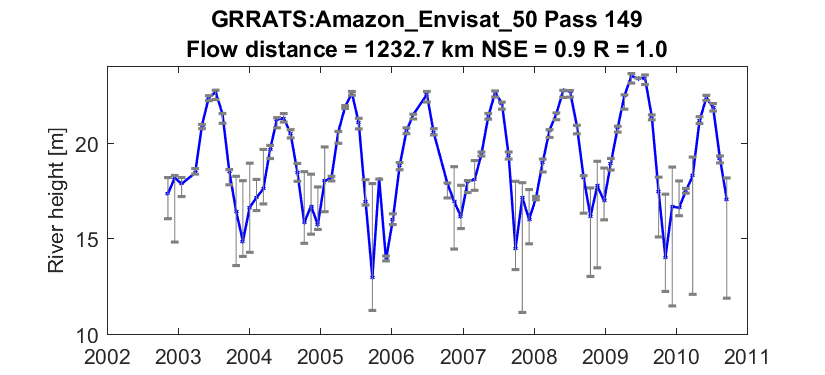 GRRATS:Amazon_Envisat_50 Pass 149
Flow distance = 1232.7 km NSE = 0.9 R = 1.0
River height [m]
20
15
10
2002 2003 2004 2005 2006 2007 2008 2009 2010 2011